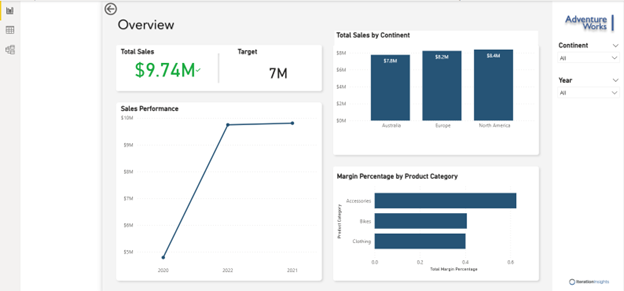 Overview
Total Sales
$9.74M
Target
7M
Sales Performance
$10M
$9M
$8M
$7M
$6M
$5M
2020
2022
2021
Total Sales by Continent
$8M
$6M
$4M
$2M
$0M
$7.8M
$8.2M
$8.4M
Australia
Europe
North America
Margin Percentage by Product Category
Product Category
Accessories
Bikes
Clothing
0.0
0.2
0.4
0.6
Total Margin Percentage
Adventure
Works
Continent
All
Year
All
iterationinsights